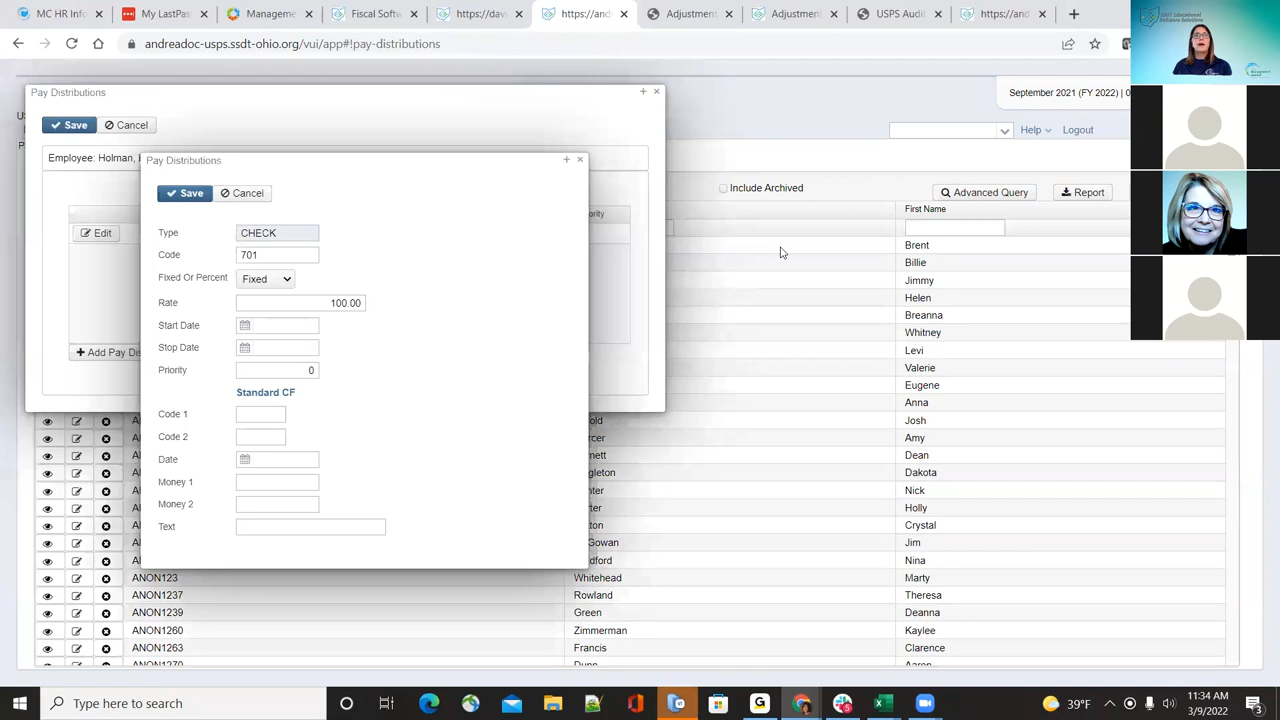 MC HR Info
My LastPas
Manageme
Fiscal Softw
https://and
Adjustment
Adjustment
USPS
https://and
andreadoc-usps.ssdt-ohio.org/vui/app#!pay-distributions
September 2021 (FY 2022) | 0
Help
Logout
Pay Distributions
Save
Cancel
Employee: Holman,
Edit
Add Pay Dis
Pay Distributions
Save
Cancel
Type CHECK
Code 701
Fixed Or Percent Fixed
Rate 100.00
Start Date
Stop Date
Priority 0
Standard CF
Code 1
Code 2
Date
Money 1
Money 2
Text
Include Archived
Advanced Query
Report
First Name
Brent
Billie
Jimmy
Helen
Breanna
Whitney
Levi
Valerie
Eugene
Anna
Josh
Amy
Dean
Dakota
Nick
Holly
Crystal
Jim
Nina
ANON123 Whitehead Marty
ANON1237 Rowland Theresa
ANON1239 Green Deanna
ANON1260 Zimmerman Kaylee
ANON1263 Francis Clarence
ANON1270 Dunn Aaron
Type here to search
39°F
11:34 AM
3/9/2022